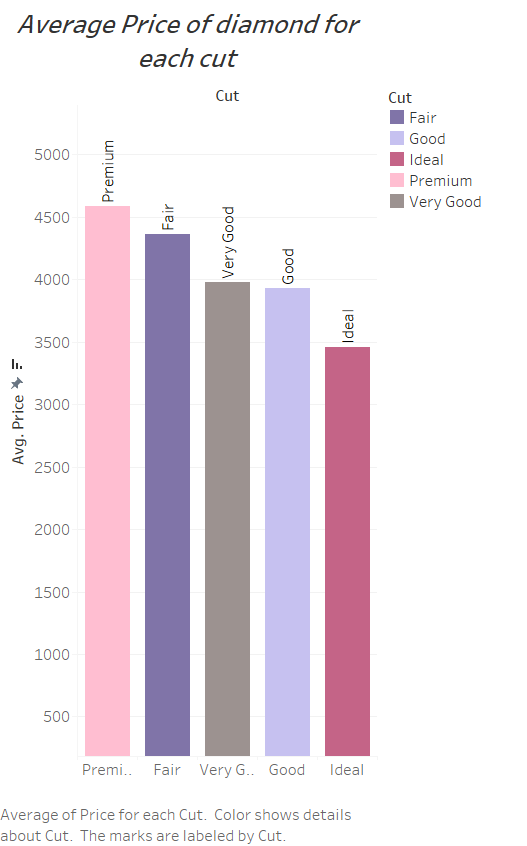 Average Price of diamond for
each cut
Cut
Cut
Fair
Good
Ideal
Premium
Very Good
5000
4500
4000
3500
3000
2500
2000
1500
1000
500
Avg. Price
Premium
Fair
Very Good
Good
Ideal
Premi..
Fair
Very G..
Good
Ideal
Average of Price for each Cut. Color shows details
about Cut. The marks are labeled by Cut.